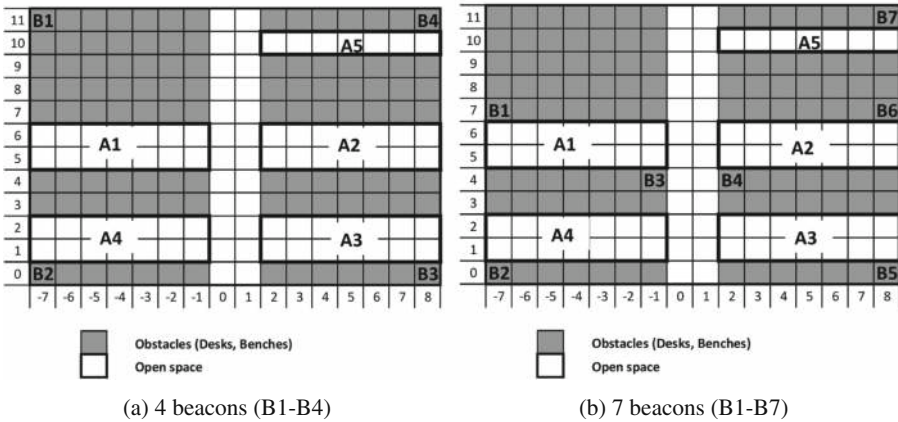 11 B1 B4
10 A5
9
8
7
6 A1 A2
5
4
3
2 A4 A3
1
0 B2 B3
-7 -6 -5 -4 -3 -2 -1 0 1 2 3 4 5 6 7 8
Obstacles (Desks, Benches)
Open space
(a) 4 beacons (B1-B4)
11 B7
10 A5
9
8
7 B1 B6
6 A1 A2
5
4 B3 B4
3
2 A4 A3
1
0 B2 B5
-7 -6 -5 -4 -3 -2 -1 0 1 2 3 4 5 6 7 8
Obstacles (Desks, Benches)
Open space
(b) 7 beacons (B1-B7)